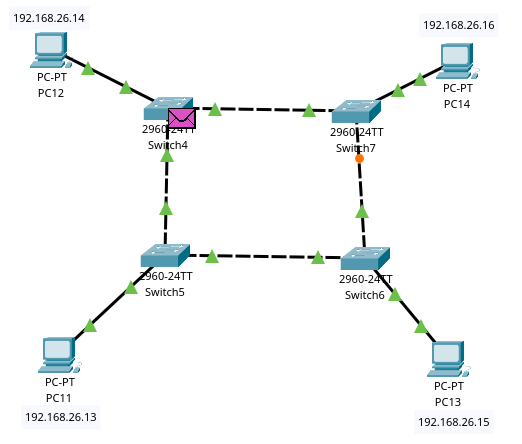 192.168.26.14
192.168.26.16
PC-PT
PC12
PC-PT
PC14
2960-24TT
Switch4
2960-24TT
Switch7
2960-24TT
Switch5
2960-24TT
Switch6
PC-PT
PC11
192.168.26.13
PC-PT
PC13
192.168.26.15